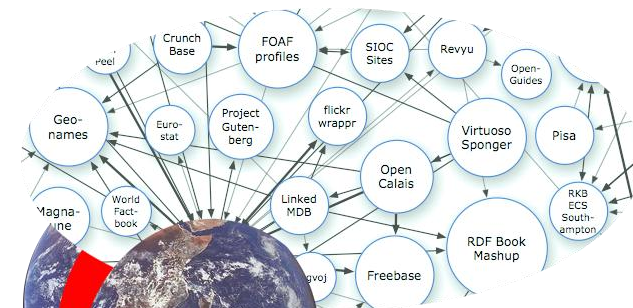 Crunch
Base
FOAF
profiles
SIOC
Sites
Revyu
Open-
Guides
Geo-
names
Euro-
stat
Project
Guten-
berg
flickr
wrappr
Virtuoso
Sponger
Pisa
Open
Calais
Magna-
World
Fact-
book
Linked
MDB
RKB
ECS
South-
ampton
RDF Book
Mashup
Freebase